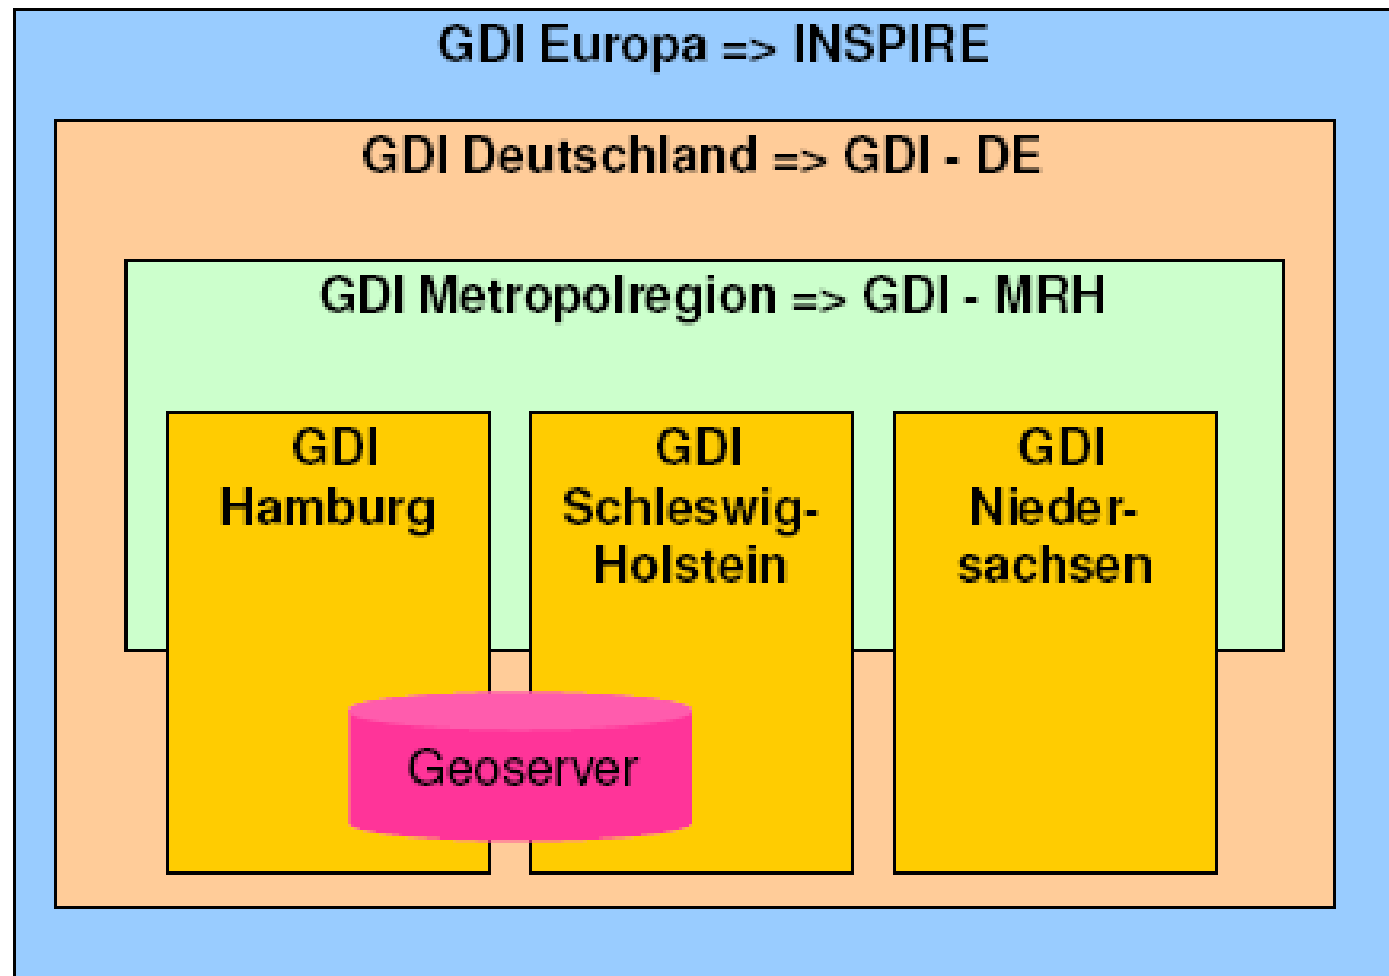 GDI Europa => INSPIRE
GDI Deutschland => GDI - DE
GDI Metropolregion => GDI - MRH
GDI
Hamburg
GDI
Schleswig-
Holstein
GDI
Nieder-
sachsen
Geoserver